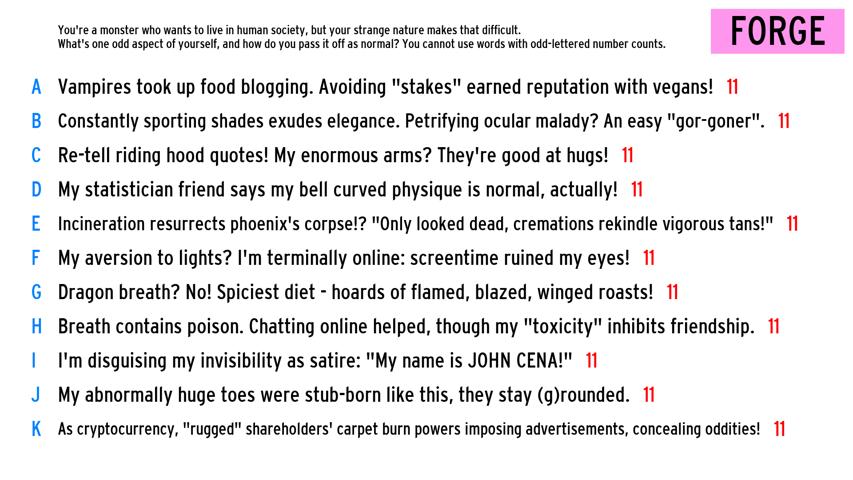 You're a monster who wants to live in human society, but your strange nature makes that difficult.
What's one odd aspect of yourself, and how do you pass it off as normal? You cannot use words with odd-lettered number counts.
FORGE
A Vampires took up food blogging. Avoiding "stakes" earned reputation with vegans! 11
B Constantly sporting shades exudes elegance. Petrifying ocular malady? An easy "gor-goner". 11
C Re-tell riding hood quotes! My enormous arms? They're good at hugs! 11
D My statistician friend says my bell curved physique is normal, actually! 11
E Incineration resurrects phoenix's corpse!? "Only looked dead, cremations rekindle vigorous tans!" 11
F My aversion to lights? I'm terminally online: screentime ruined my eyes! 11
G Dragon breath? No! Spiciest diet - hoards of flamed, blazed, winged roasts! 11
H Breath contains poison. Chatting online helped, though my "toxicity" inhibits friendship. 11
I I'm disguising my invisibility as satire: "My name is JOHN CENA!" 11
J My abnormally huge toes were stub-born like this, they stay (g)rounded. 11
K As cryptocurrency, "rugged" shareholders' carpet burn powers imposing advertisements, concealing oddities! 11